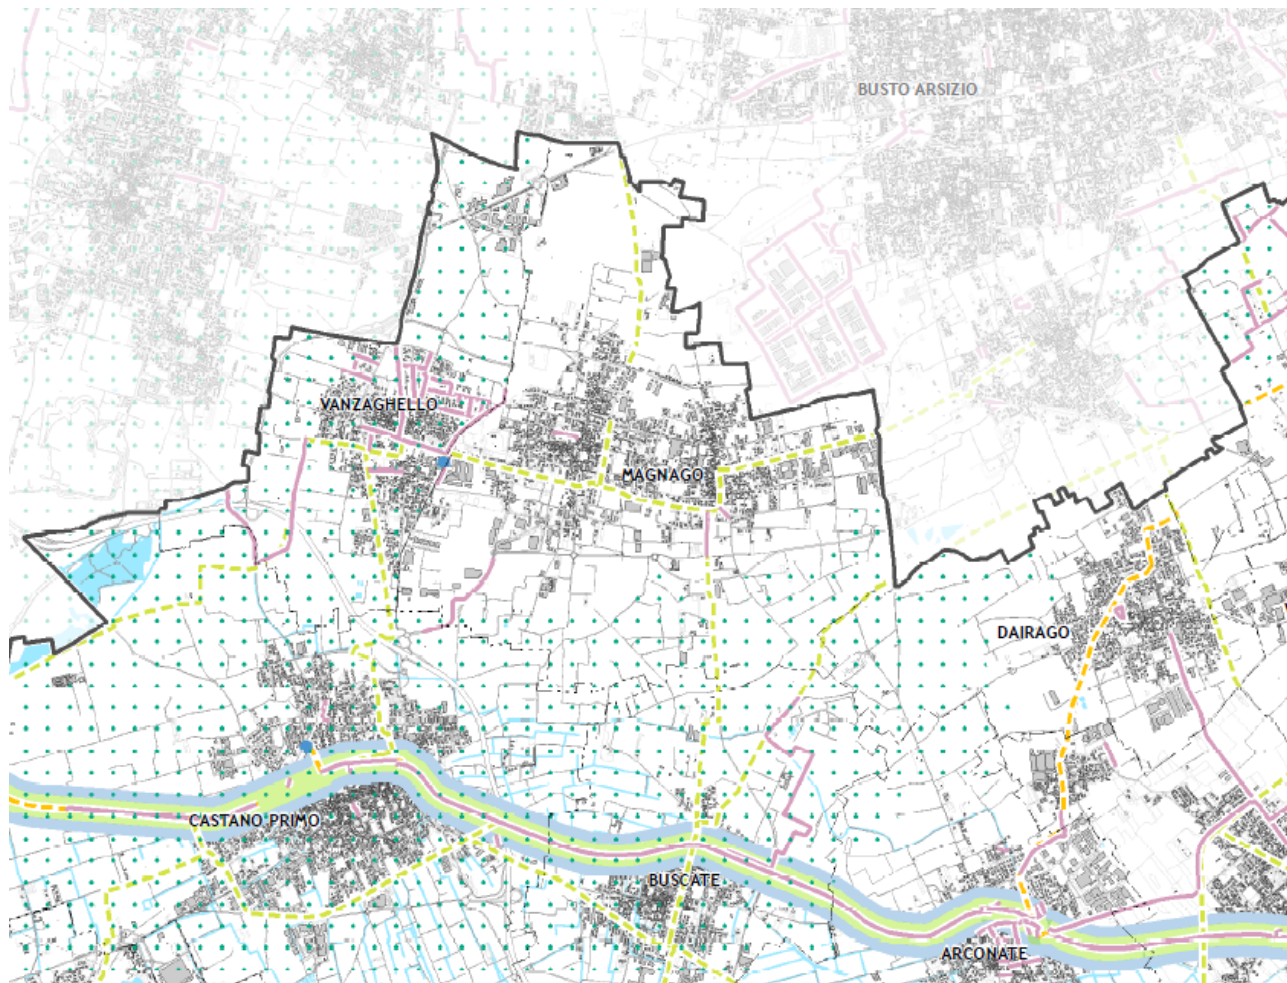 BUSTO ARSIZIO
VANZAGHELLO
MAGNAGO
DAIRAGO
CASTANO PRIMO
BUSCATE
ARCONATE